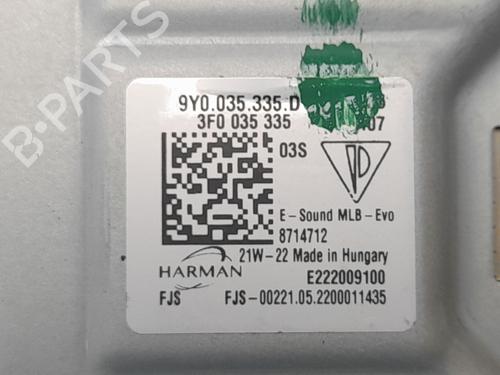 B-PARTS
9Y0.035.335.D
3F0 035 335
03S
E-Sound MLB-Evo
8714712
21W-22 Made in Hungary
HARMAN
E222009100
FJS FJS-00221.05.2200011435